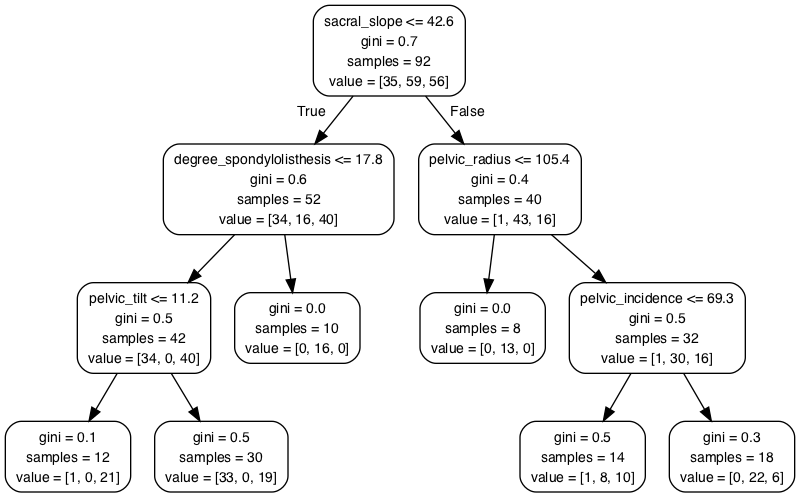 sacral_slope <= 42.6
gini = 0.7
samples = 92
value = [35, 59, 56]
True
False
degree_spondylolisthesis <= 17.8
gini = 0.6
samples = 52
value = [34, 16, 40]
pelvic_radius <= 105.4
gini = 0.4
samples = 40
value = [1, 43, 16]
pelvic_tilt <= 11.2
gini = 0.5
samples = 42
value = [34, 0, 40]
gini = 0.0
samples = 10
value = [0, 16, 0]
gini = 0.0
samples = 8
value = [0, 13, 0]
pelvic_incidence <= 69.3
gini = 0.5
samples = 32
value = [1, 30, 16]
gini = 0.1
samples = 12
value = [1, 0, 21]
gini = 0.5
samples = 30
value = [33, 0, 19]
gini = 0.5
samples = 14
value = [1, 8, 10]
gini = 0.3
samples = 18
value = [0, 22, 6]